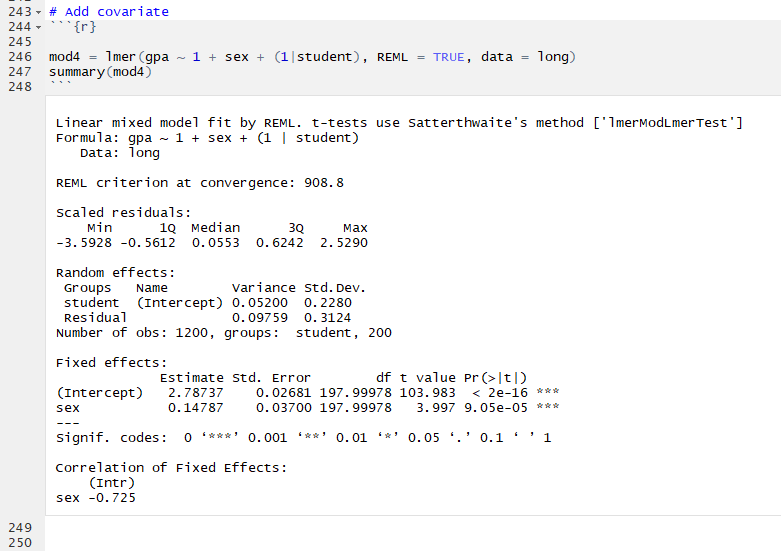 243 # Add covariate
244 ```{r}
245
246 mod4 = lmer(gpa ~ 1 + sex + (1|student), REML = TRUE, data = long)
247 summary(mod4)
248 ```
Linear mixed model fit by REML. t-tests use Satterthwaite's method ['lmerModLmerTest']
Formula: gpa ~ 1 + sex + (1 | student)
   Data: long
REML criterion at convergence: 908.8
Scaled residuals:
    Min      1Q  Median      3Q     Max
-3.5928 -0.5612  0.0553  0.6242  2.5290
Random effects:
 Groups   Name        Variance Std.Dev.
 student  (Intercept) 0.05200  0.2280
 Residual             0.09759  0.3124
Number of obs: 1200, groups:  student, 200
Fixed effects:
             Estimate Std. Error        df t value Pr(>|t|)
(Intercept)   2.78737    0.02681 197.99978 103.983  < 2e-16 ***
sex           0.14787    0.03700 197.99978   3.997 9.05e-05 ***
---
Signif. codes:  0 ‘***’ 0.001 ‘**’ 0.01 ‘*’ 0.05 ‘.’ 0.1 ‘ ’ 1
Correlation of Fixed Effects:
    (Intr)
sex -0.725
249
250